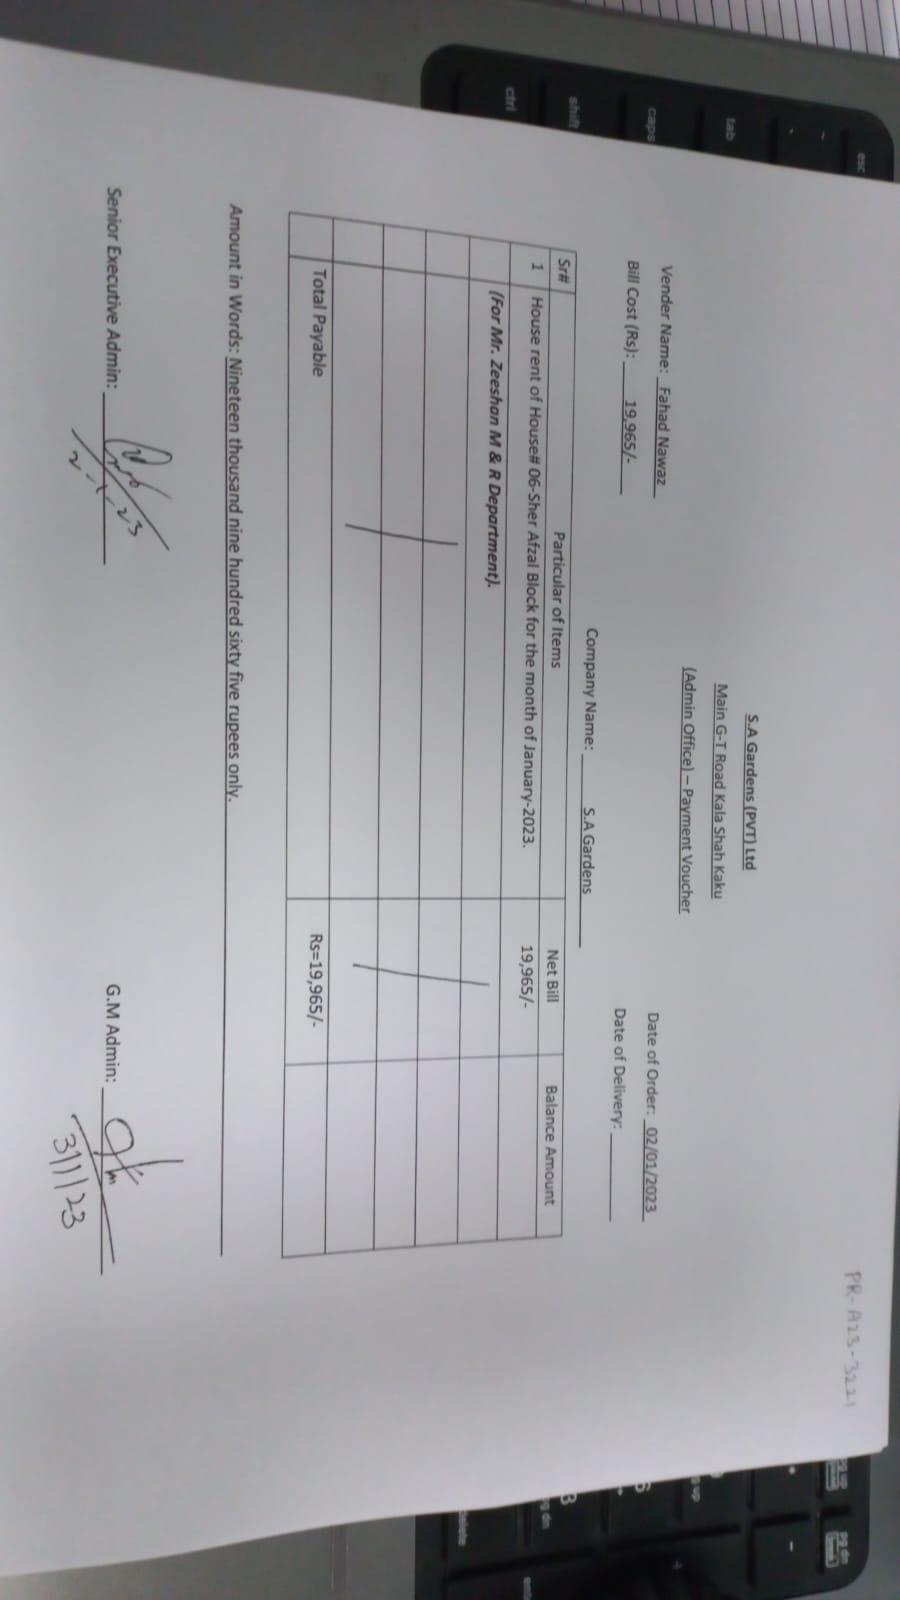 PR-A23-3221
S.A Gardens (PVT) Ltd
Main G-T Road Kala Shah Kaku
(Admin Office) – Payment Voucher
Vender Name: Fahad Nawaz
Date of Order: 02/01/2023
Bill Cost (Rs): 19,965/-
Company Name: S.A Gardens
Date of Delivery:
Sr# Particular of Items Net Bill Balance Amount
1 House rent of House# 06-Sher Afzal Block for the month of January-2023. 19,965/-
(For Mr. Zeeshan M & R Department).
Total Payable Rs=19,965/-
Amount in Words: Nineteen thousand nine hundred sixty five rupees only.
Senior Executive Admin:
2-1-23
G.M Admin:
3/1/23
esc
tab
caps
shift
ctrl
pg up
pg dn